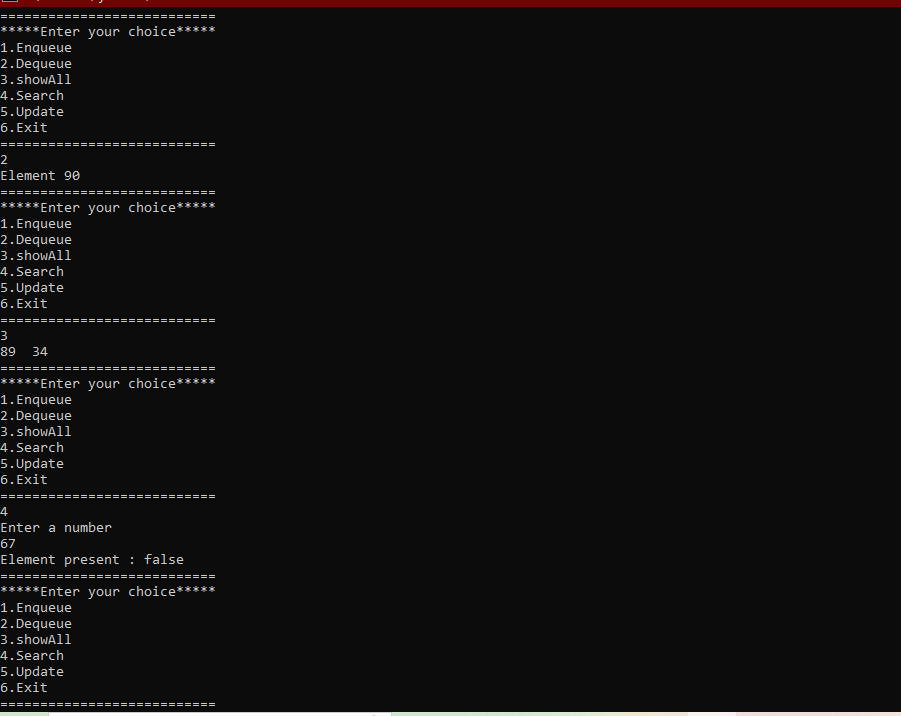 ===========================
*****Enter your choice*****
1.Enqueue
2.Dequeue
3.showAll
4.Search
5.Update
6.Exit
===========================
2
Element 90
===========================
*****Enter your choice*****
1.Enqueue
2.Dequeue
3.showAll
4.Search
5.Update
6.Exit
===========================
3
89  34
===========================
*****Enter your choice*****
1.Enqueue
2.Dequeue
3.showAll
4.Search
5.Update
6.Exit
===========================
4
Enter a number
67
Element present : false
===========================
*****Enter your choice*****
1.Enqueue
2.Dequeue
3.showAll
4.Search
5.Update
6.Exit
===========================